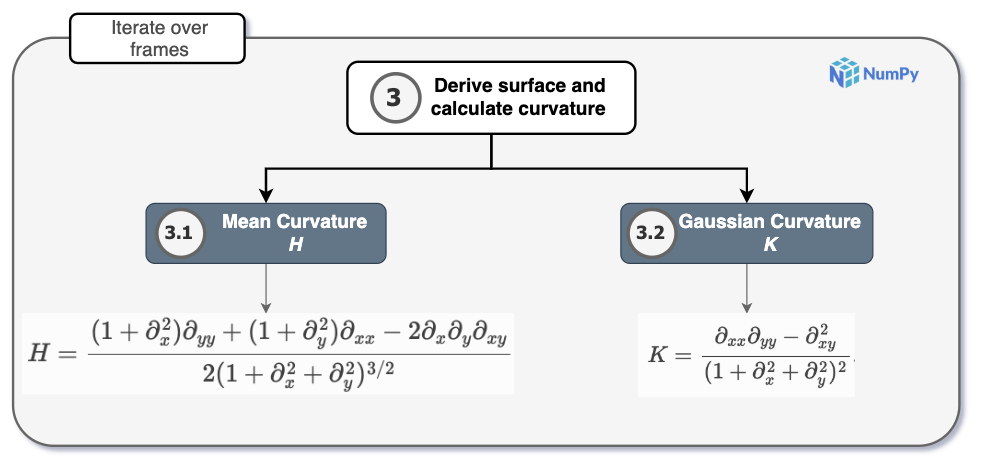 Iterate over
frames
NumPy
3
Derive surface and
calculate curvature
3.1
Mean Curvature
H
3.2
Gaussian Curvature
K
H = \frac{(1 + \partial_x^2)\partial_{yy} + (1 + \partial_y^2)\partial_{xx} - 2\partial_x\partial_y\partial_{xy}}{2(1 + \partial_x^2 + \partial_y^2)^{3/2}}
K = \frac{\partial_{xx}\partial_{yy} - \partial_{xy}^2}{(1 + \partial_x^2 + \partial_y^2)^2}.